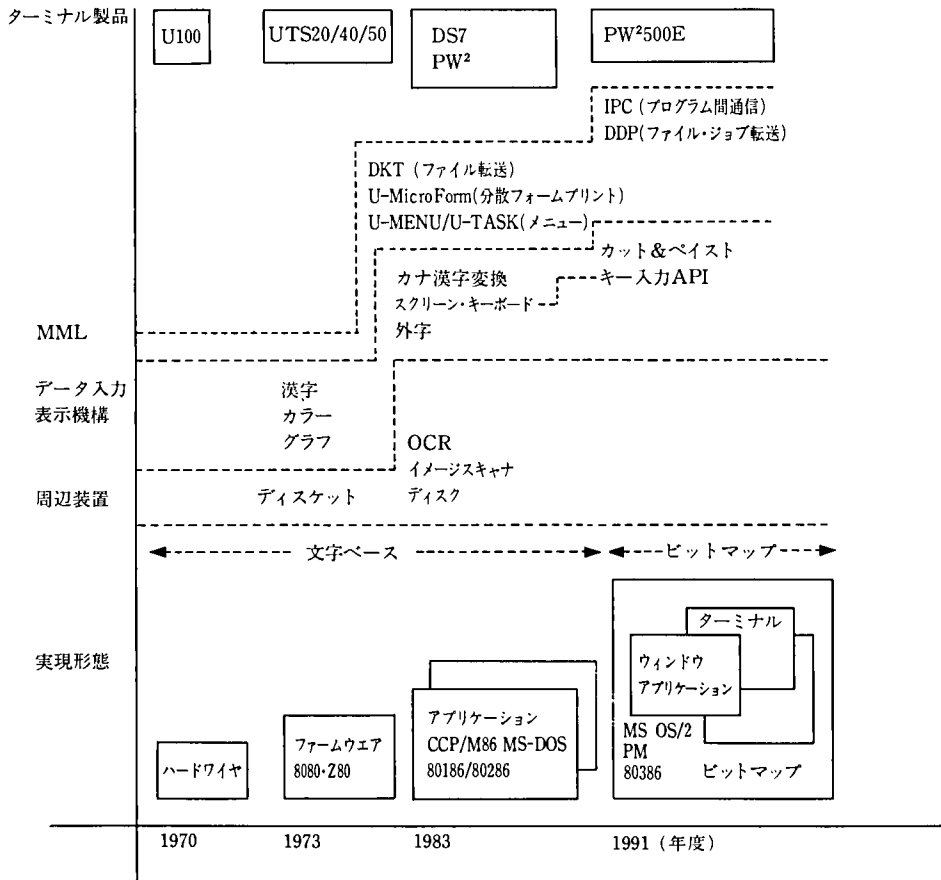 ターミナル製品
U100
UTS20/40/50
DS7
PW²
PW²500E
IPC (プログラム間通信)
DDP(ファイル・ジョブ転送)
DKT (ファイル転送)
U-MicroForm(分散フォームプリント)
U-MENU/U-TASK(メニュー)
カット&ペイスト
キー入力API
カナ漢字変換
スクリーン・キーボード
外字
MML
データ入力
表示機構
漢字
カラー
グラフ
OCR
イメージスキャナ
ディスク
周辺装置
ディスケット
文字ベース
ビットマップ
実現形態
ハードワイヤ
ファームウエア
8080・Z80
アプリケーション
CCP/M86 MS-DOS
80186/80286
ターミナル
ウィンドウ
アプリケーション
MS OS/2
PM
80386
ビットマップ
1970
1973
1983
1991 (年度)